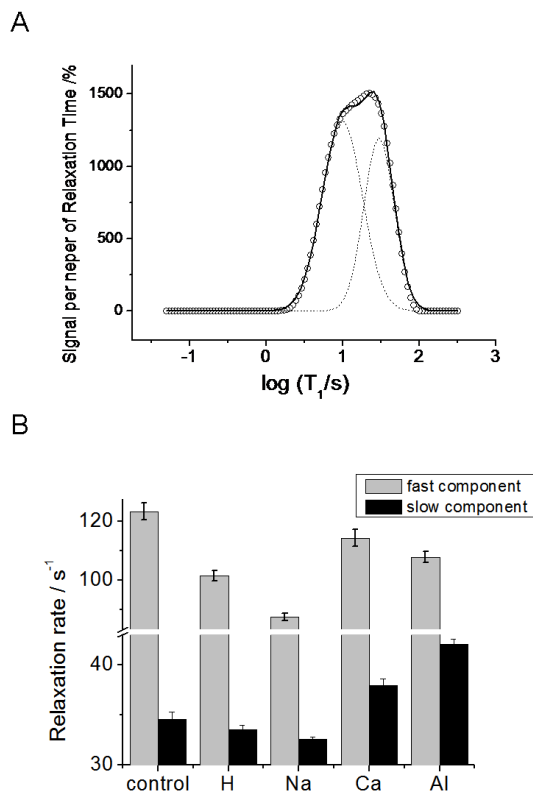 A
Signal per neper of Relaxation Time /%
1500
1000
500
0
-1 0 1 2 3
log (T1/s)
B
fast component
slow component
Relaxation rate / s-1
120
100
40
30
control H Na Ca Al